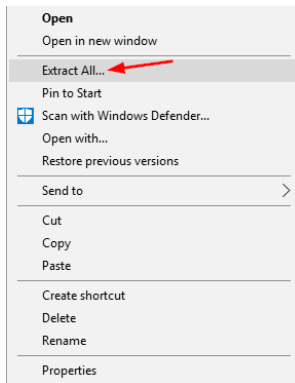 Open
Open in new window
Extract All...
Pin to Start
Scan with Windows Defender...
Open with...
Restore previous versions
Send to
Cut
Copy
Paste
Create shortcut
Delete
Rename
Properties